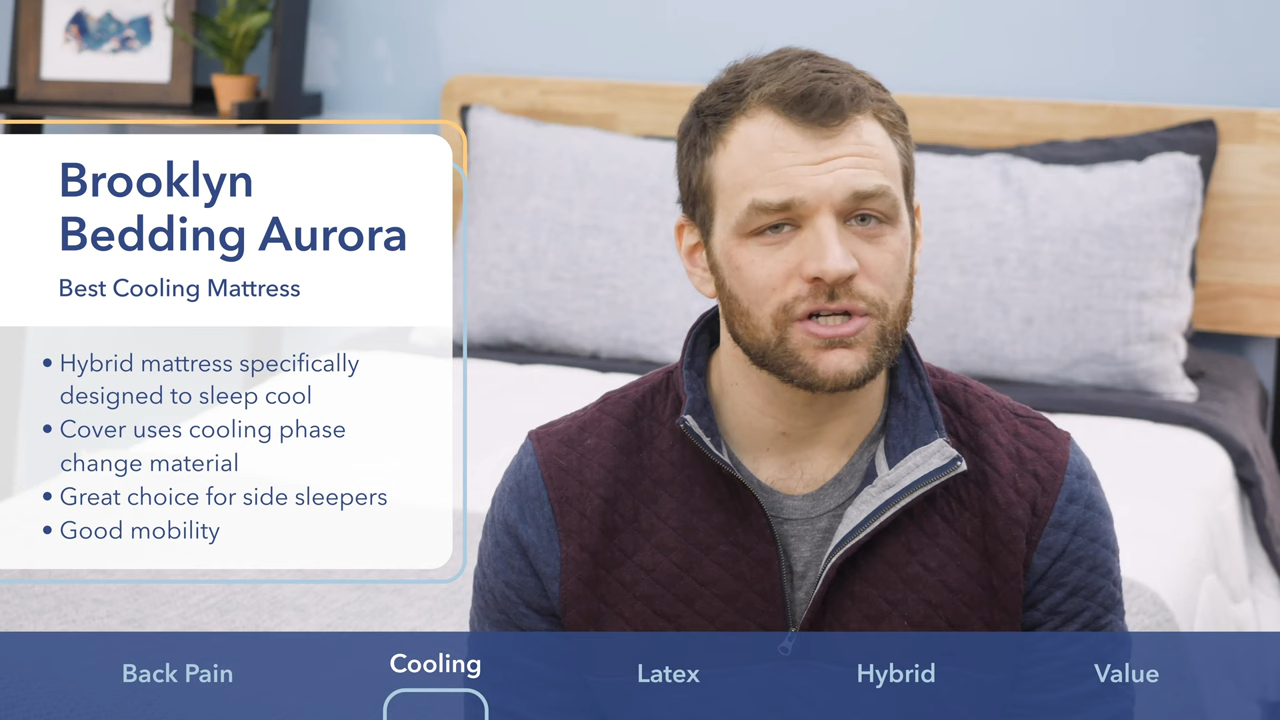 Brooklyn
Bedding Aurora
Best Cooling Mattress
• Hybrid mattress specifically
designed to sleep cool
• Cover uses cooling phase
change material
• Great choice for side sleepers
• Good mobility
Back Pain
Cooling
Latex
Hybrid
Value